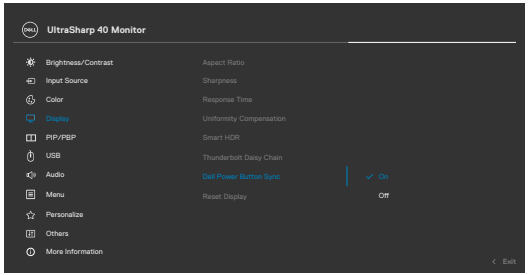 DELL UltraSharp 40 Monitor
Brightness/Contrast Aspect Ratio
Input Source Sharpness
Color Response Time
Display Uniformity Compensation
PIP/PBP Smart HDR
USB Thunderbolt Daisy Chain
Audio Dell Power Button Sync On
Menu Reset Display Off
Personalize
Others
More Information
Exit